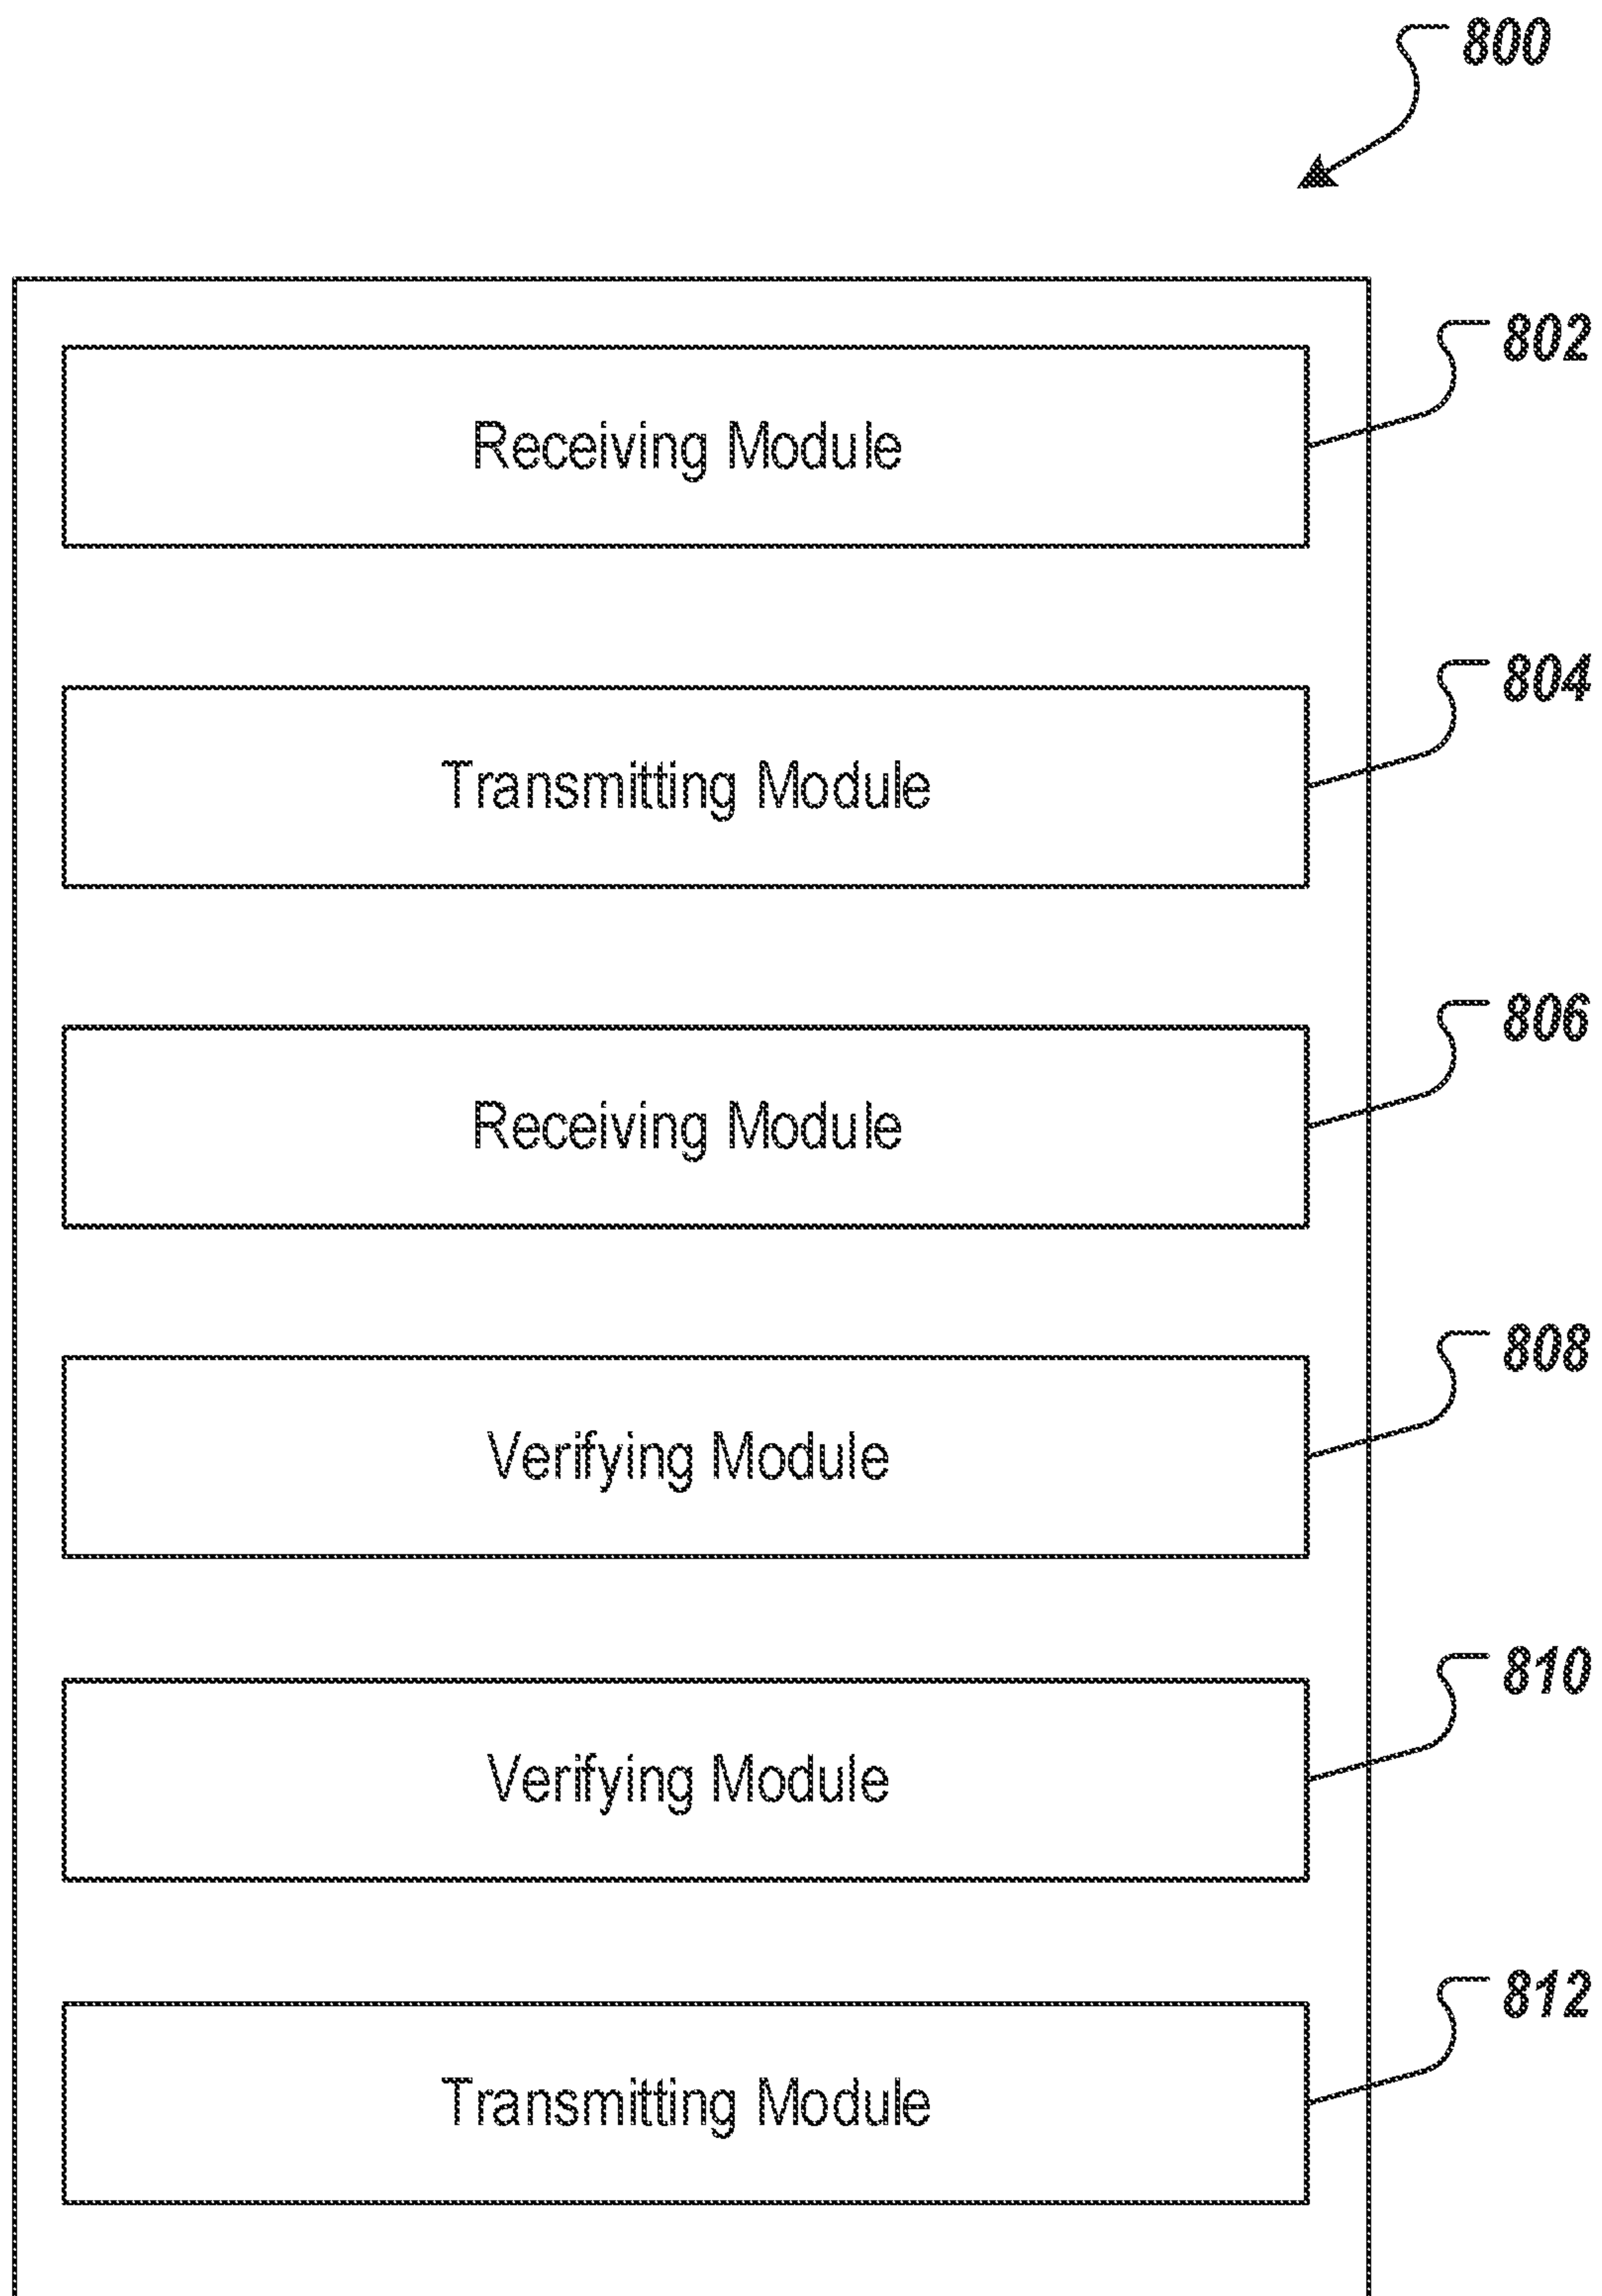 800
802
Receiving Module
804
Transmitting Module
806
Receiving Module
808
Verifying Module
810
Verifying Module
812
Transmitting Module